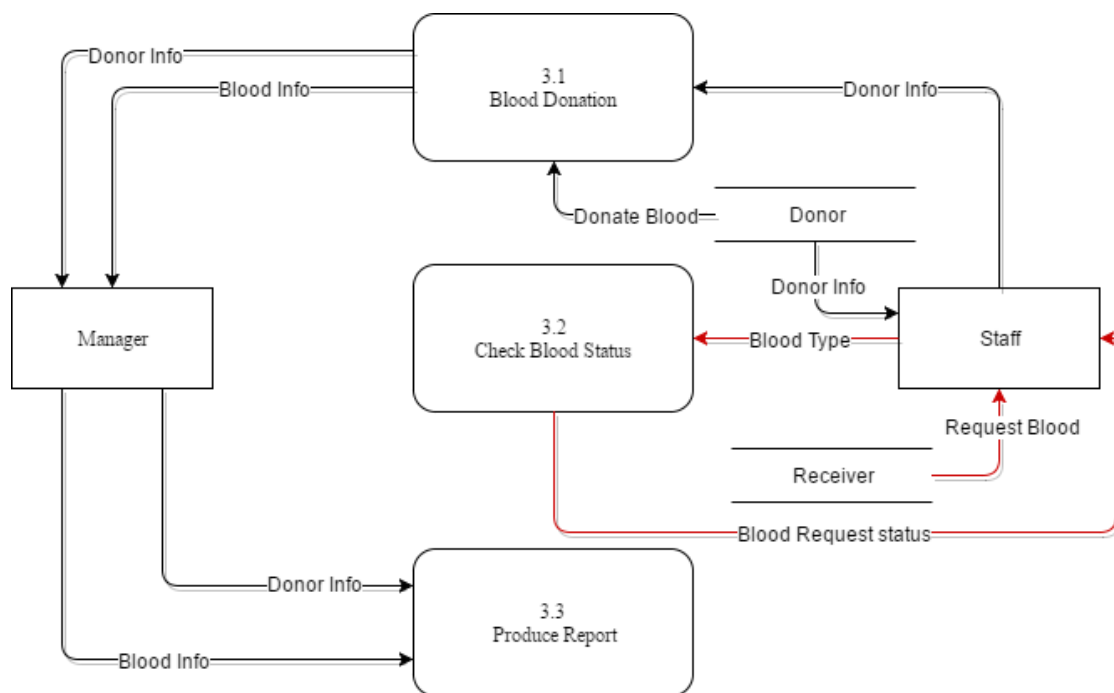 Donor Info
3.1
Blood Donation
Blood Info
Donor Info
Donate Blood
Donor
Donor Info
Manager
3.2
Check Blood Status
Blood Type
Staff
Request Blood
Receiver
Blood Request status
Donor Info
3.3
Produce Report
Blood Info